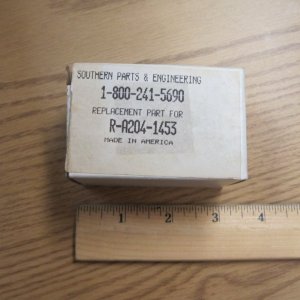 SOUTHERN PARTS & ENGINEERING
1-800-241-5690
REPLACEMENT PART FOR
R-A204-1453
MADE IN AMERICA
1 2 3 4